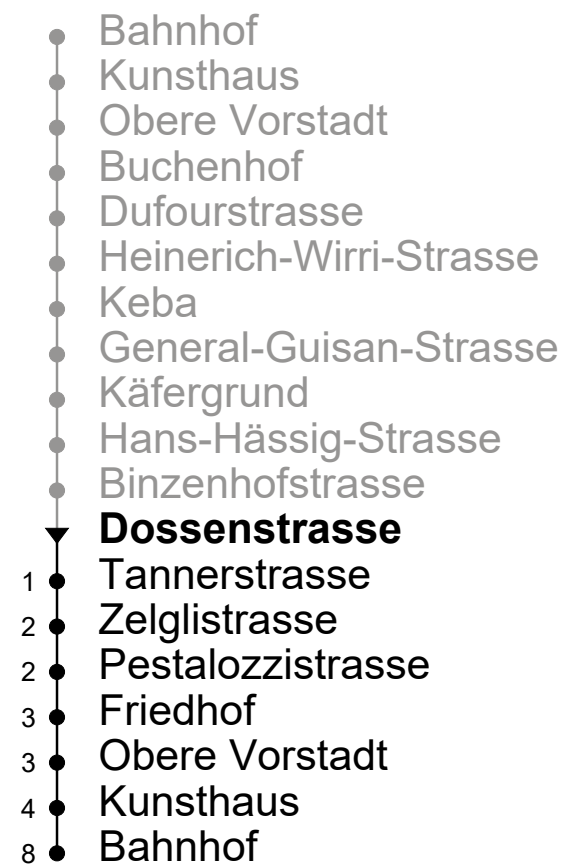 Bahnhof
Kunsthaus
Obere Vorstadt
Buchenhof
Dufourstrasse
Heinerich-Wirri-Strasse
Keba
General-Guisan-Strasse
Käfergrund
Hans-Hässig-Strasse
Binzenhofstrasse
Dossenstrasse
1 Tannerstrasse
2 Zelglistrasse
2 Pestalozzistrasse
3 Friedhof
3 Obere Vorstadt
4 Kunsthaus
8 Bahnhof